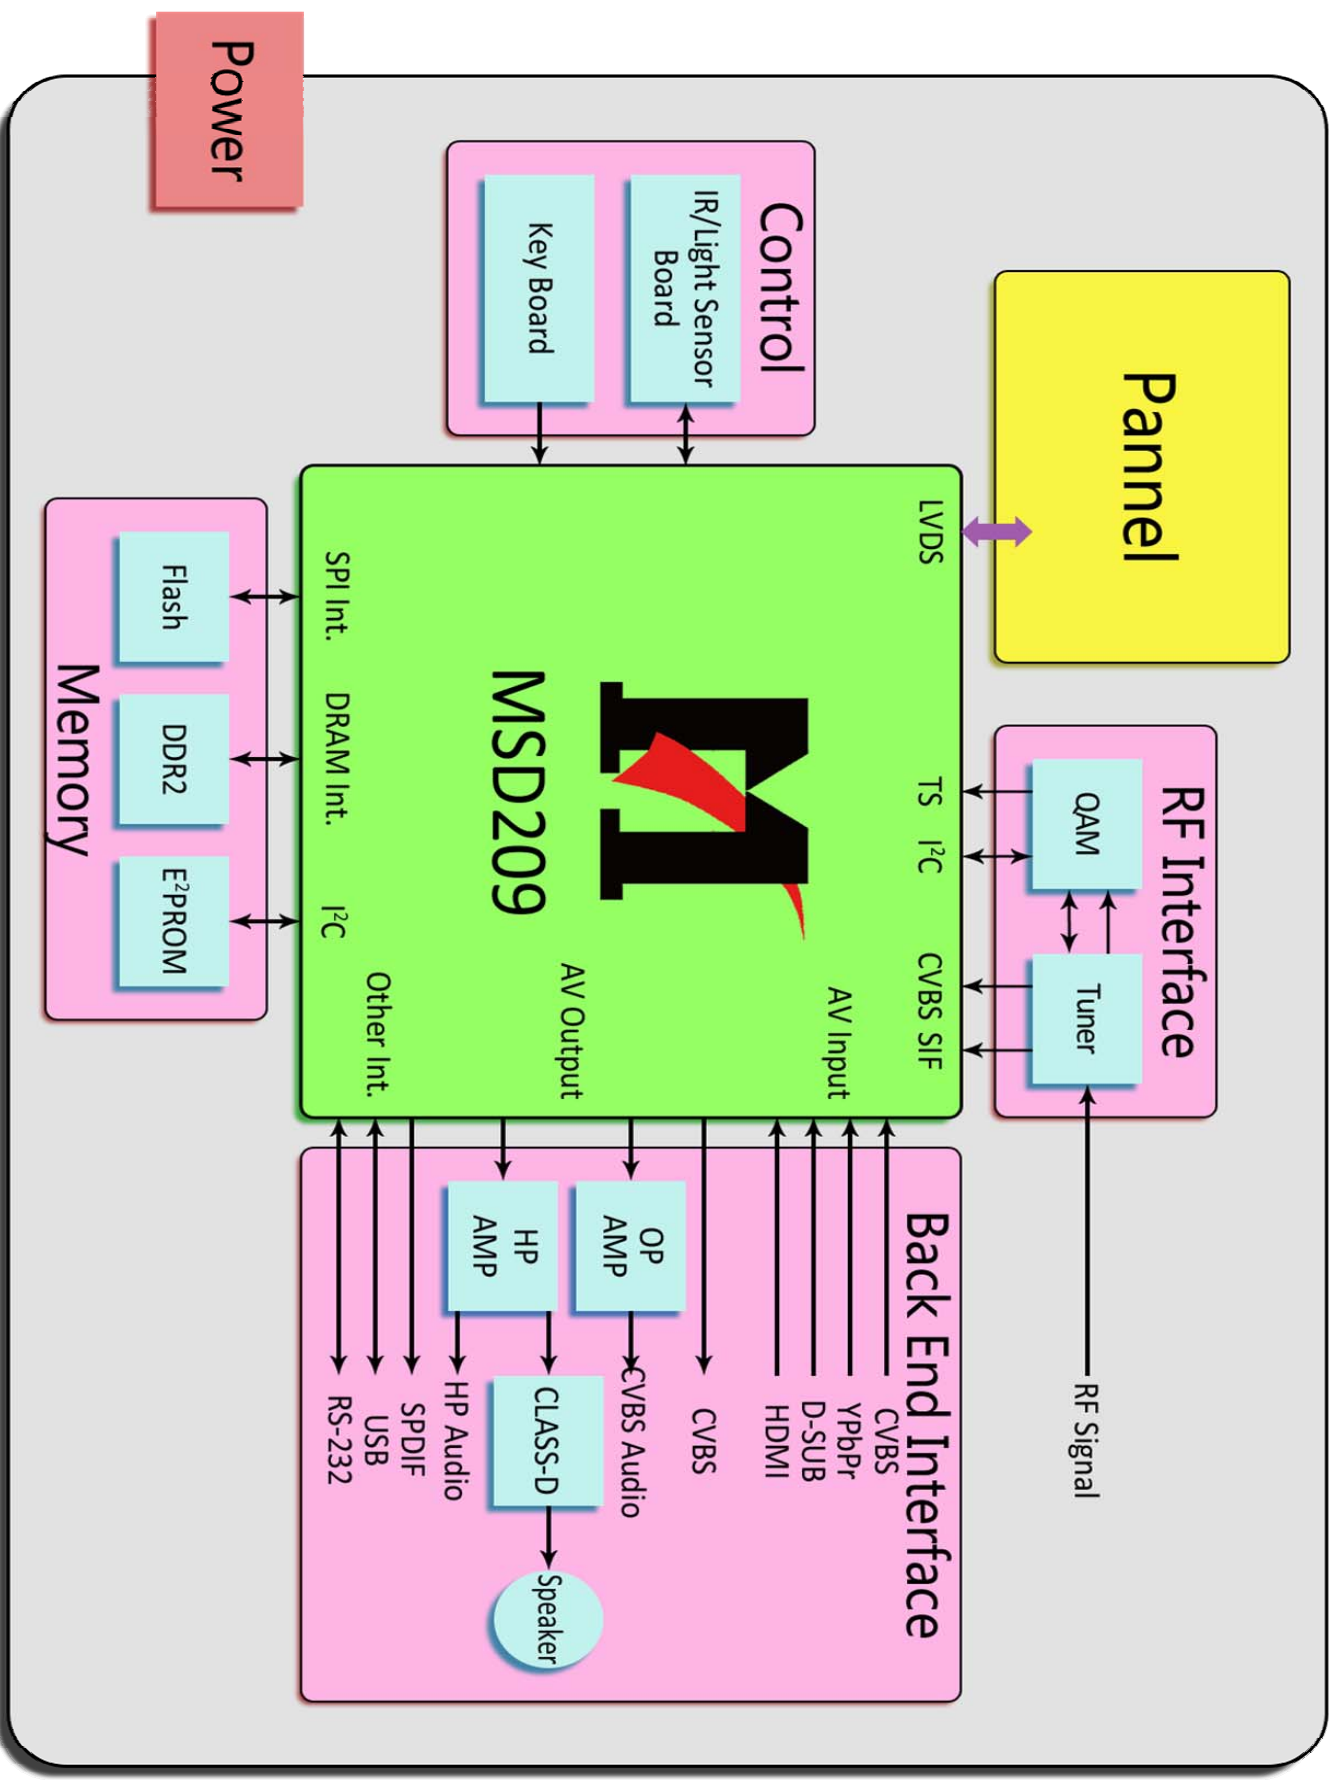 Power
Pannel
Control
IR/Light Sensor
Board
Key Board
RF Interface
QAM
Tuner
RF Signal
LVDS
TS
I²C
CVBS SIF
MSD209
AV Input
AV Output
Other Int.
SPI Int.
DRAM Int.
I²C
Flash
DDR2
E²PROM
Memory
Back End Interface
CVBS
YPbPr
D-SUB
HDMI
CVBS
OP
AMP
CVBS Audio
HP
AMP
CLASS-D
Speaker
HP Audio
SPDIF
USB
RS-232